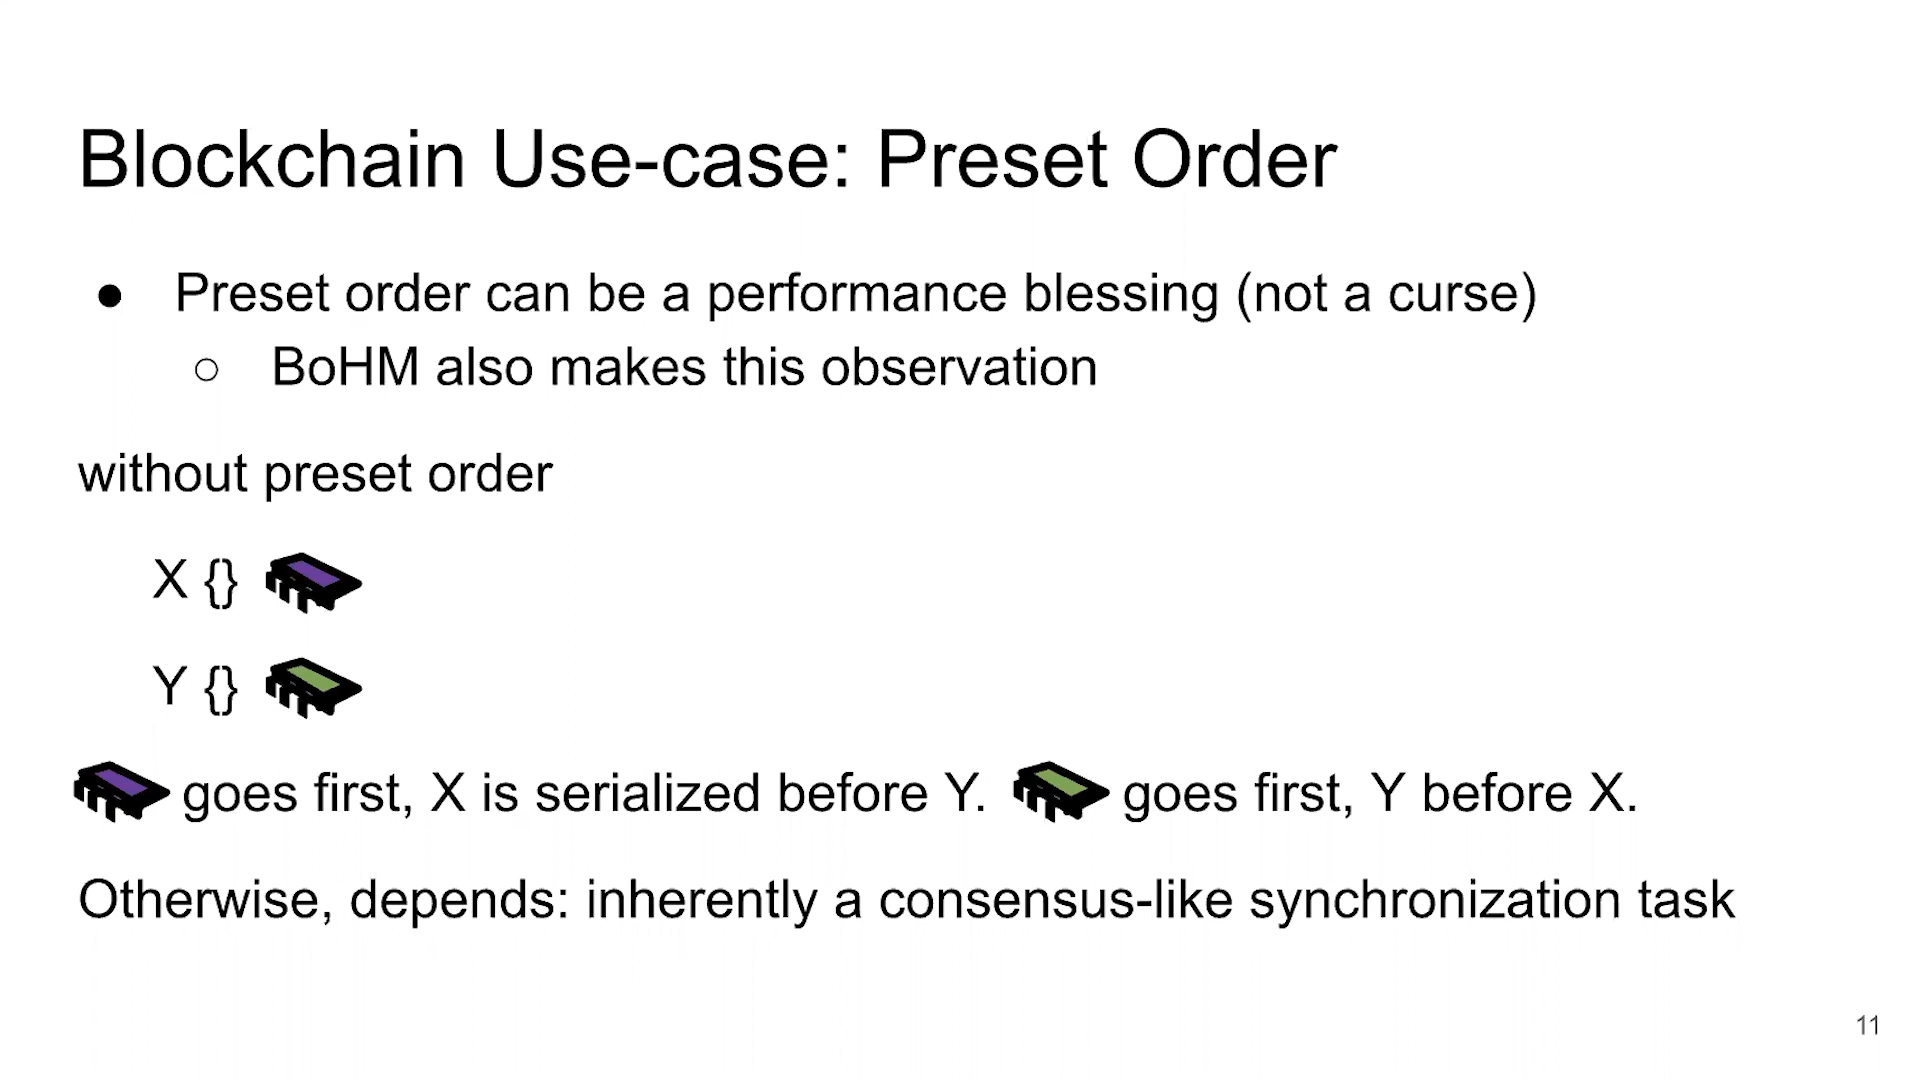 Blockchain Use-case: Preset Order
● Preset order can be a performance blessing (not a curse)
○ BoHM also makes this observation
without preset order
X {}
Y {}
goes first, X is serialized before Y. goes first, Y before X.
Otherwise, depends: inherently a consensus-like synchronization task
11